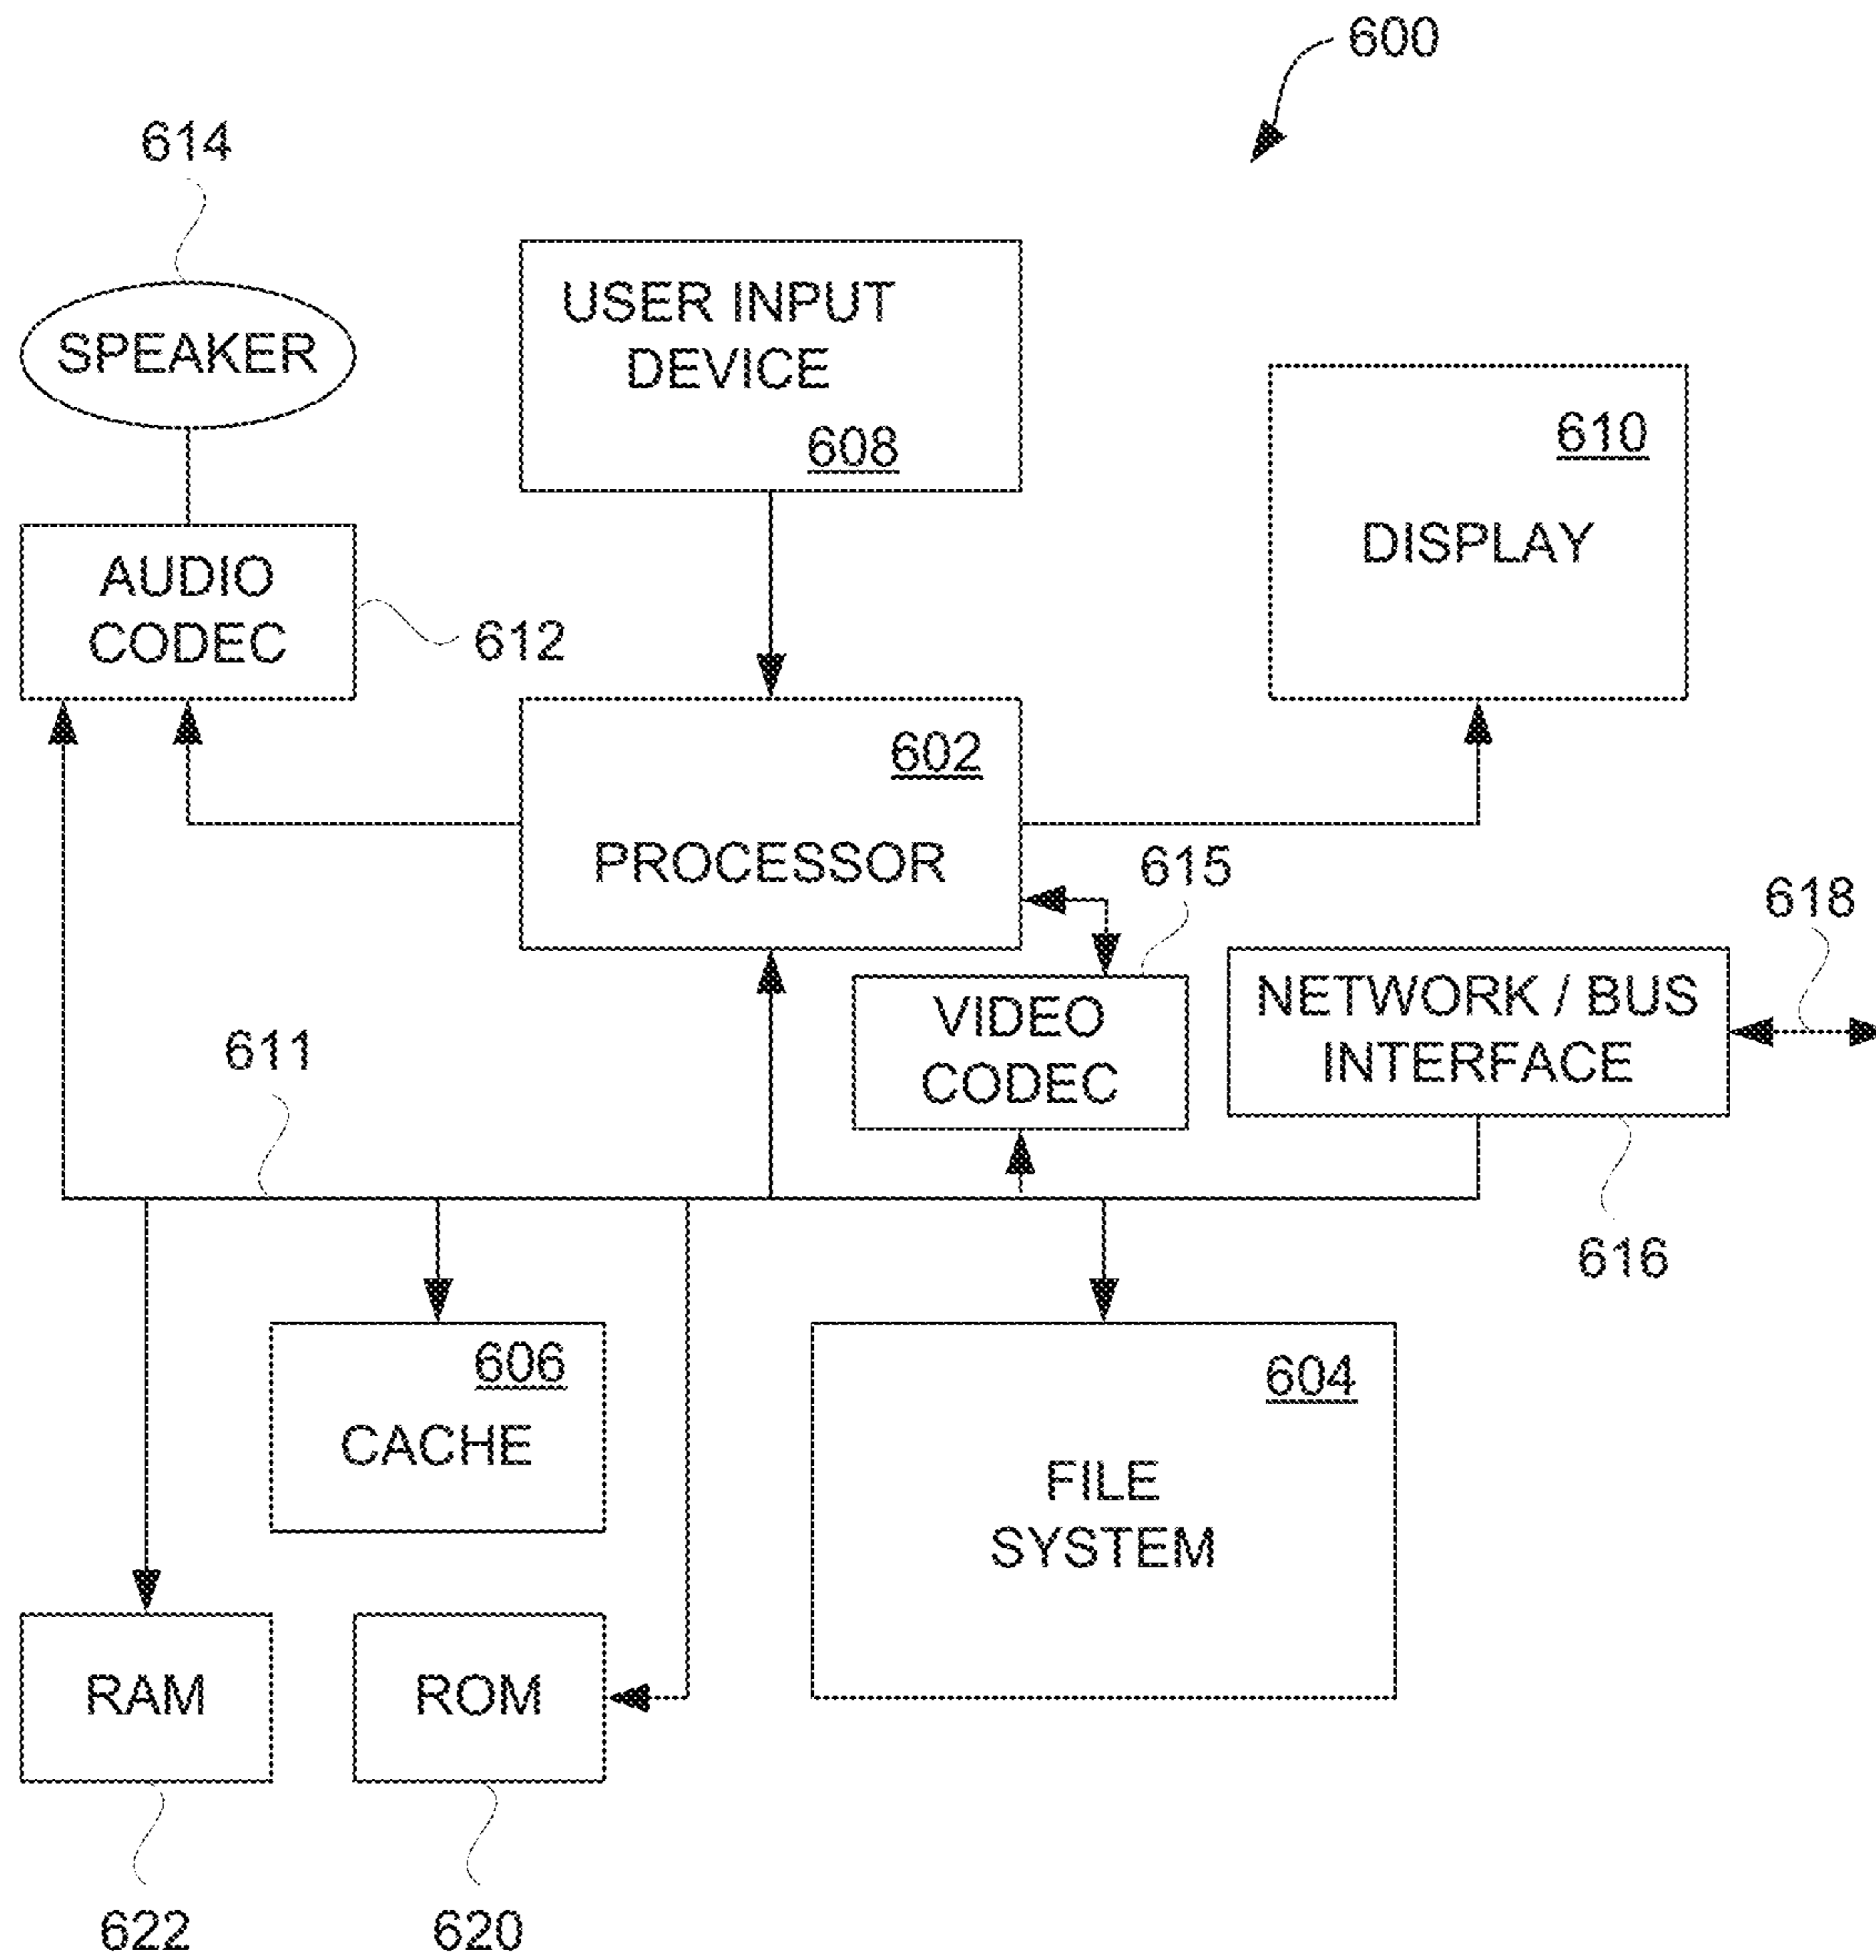 600
614
SPEAKER
USER INPUT
DEVICE
608
610
DISPLAY
AUDIO
CODEC
612
602
PROCESSOR
615
618
VIDEO
CODEC
NETWORK / BUS
INTERFACE
611
616
606
CACHE
604
FILE
SYSTEM
RAM
ROM
622
620